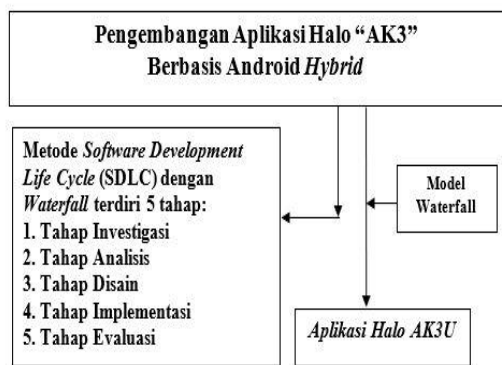 Pengembangan Aplikasi Halo “AK3”
Berbasis Android Hybrid
Metode Software Development
Life Cycle (SDLC) dengan
Waterfall terdiri 5 tahap:
1. Tahap Investigasi
2. Tahap Analisis
3. Tahap Disain
4. Tahap Implementasi
5. Tahap Evaluasi
Model
Waterfall
Aplikasi Halo AK3U